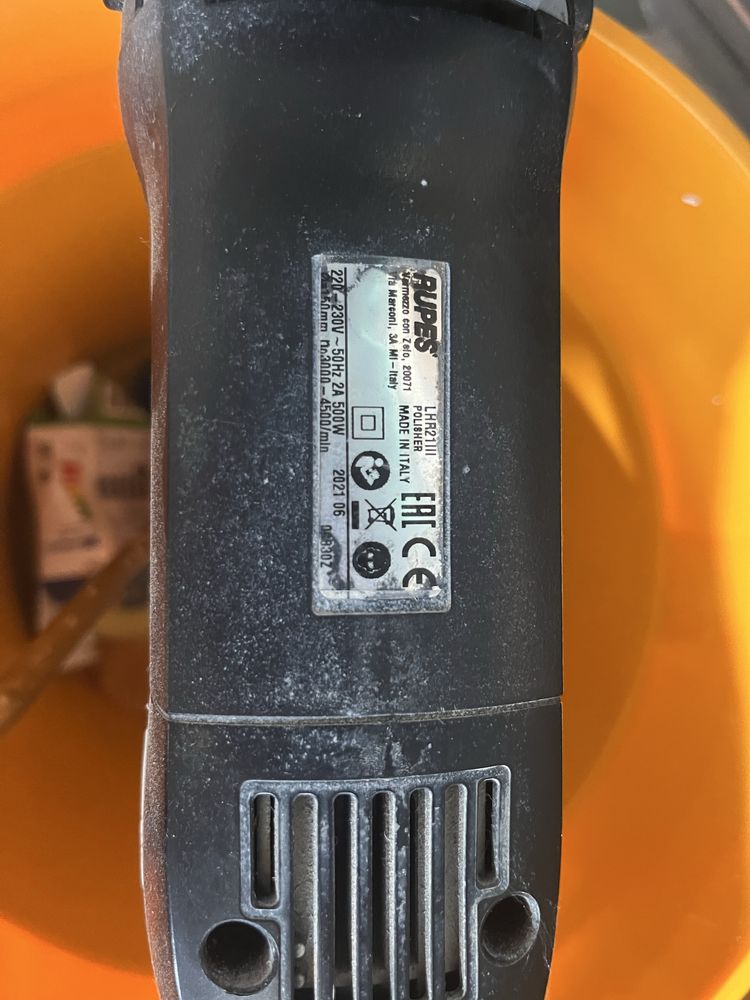 RUPES
Vermezzo con Zelo, 20071
Via Marconi, 3A MI – Italy
LHR21III
POLISHER
MADE IN ITALY
EAC CE
220–230V ~ 50Hz 2A 500W 2021 06
150mm 3000 – 4500/min